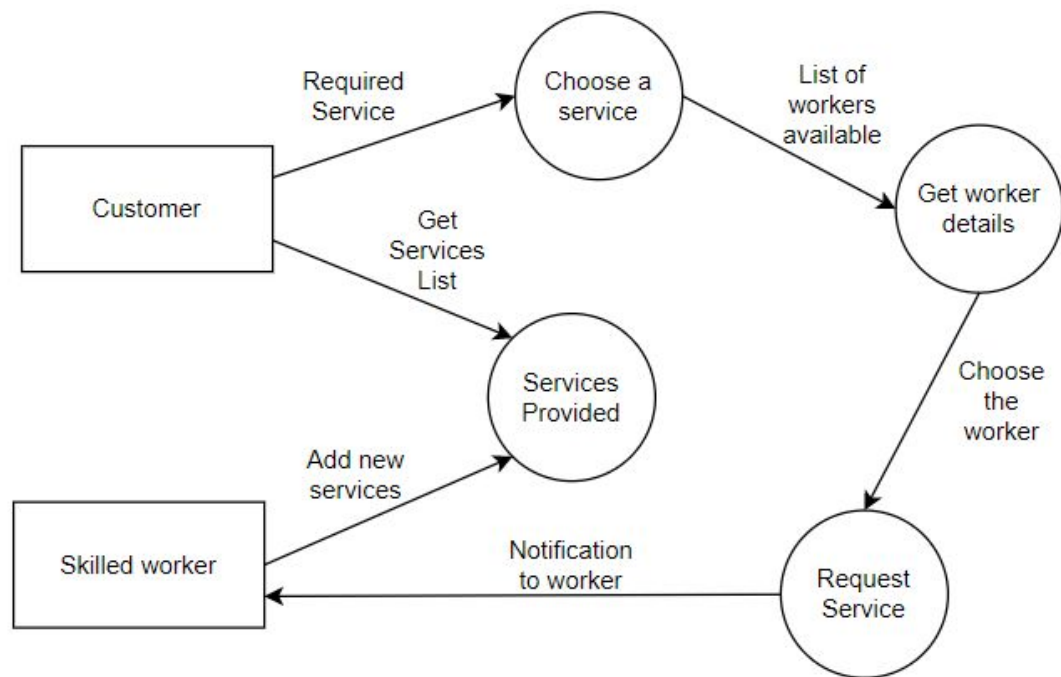 Required
Service
Choose a
service
List of
workers
available
Customer
Get worker
details
Get
Services
List
Services
Provided
Choose
the
worker
Add new
services
Skilled worker
Notification
to worker
Request
Service